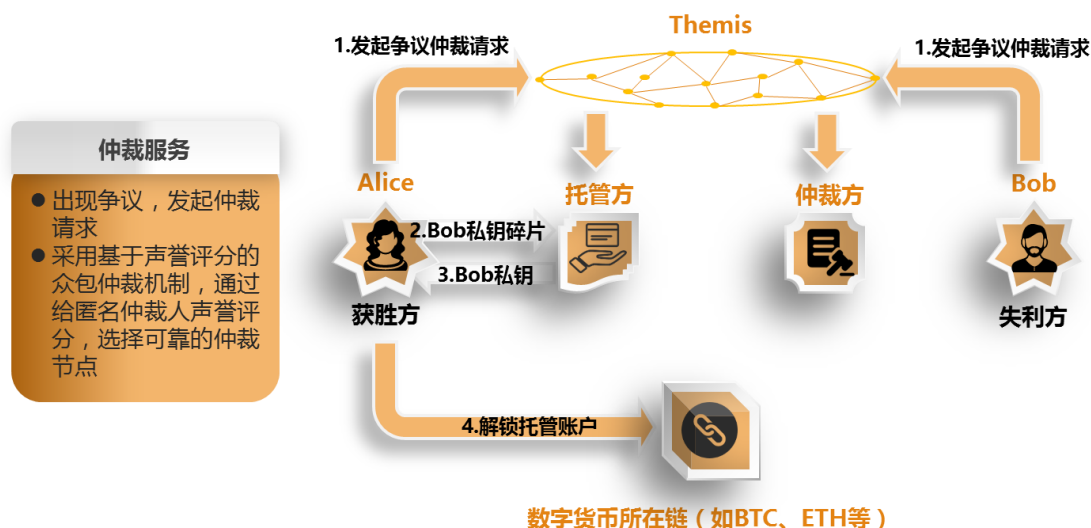 Themis
1.发起争议仲裁请求
1.发起争议仲裁请求
仲裁服务
● 出现争议，发起仲裁
请求
● 采用基于声誉评分的
众包仲裁机制，通过
给匿名仲裁人声誉评
分，选择可靠的仲裁
节点
Alice
托管方
仲裁方
Bob
2.Bob私钥碎片
3.Bob私钥
获胜方
失利方
4.解锁托管账户
数字货币所在链（如BTC、ETH等）